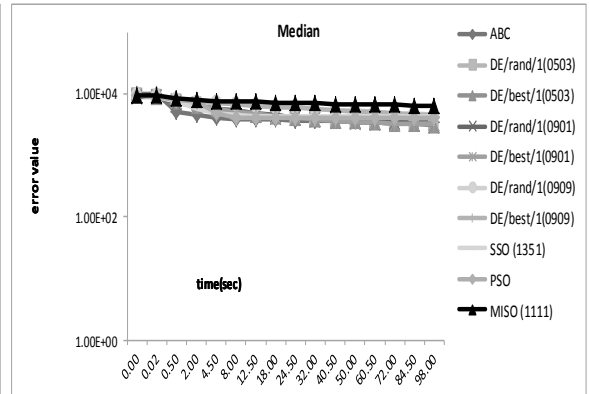 Median
ABC
DE/rand/1(0503)
DE/best/1(0503)
DE/rand/1(0901)
DE/best/1(0901)
DE/rand/1(0909)
DE/best/1(0909)
SSO (1351)
PSO
MISO (1111)
1.00E+04
1.00E+02
1.00E+00
error value
time(sec)
0.00
0.02
0.50
2.00
4.50
8.00
12.50
18.00
24.50
32.00
40.50
50.00
60.50
72.00
84.50
98.00